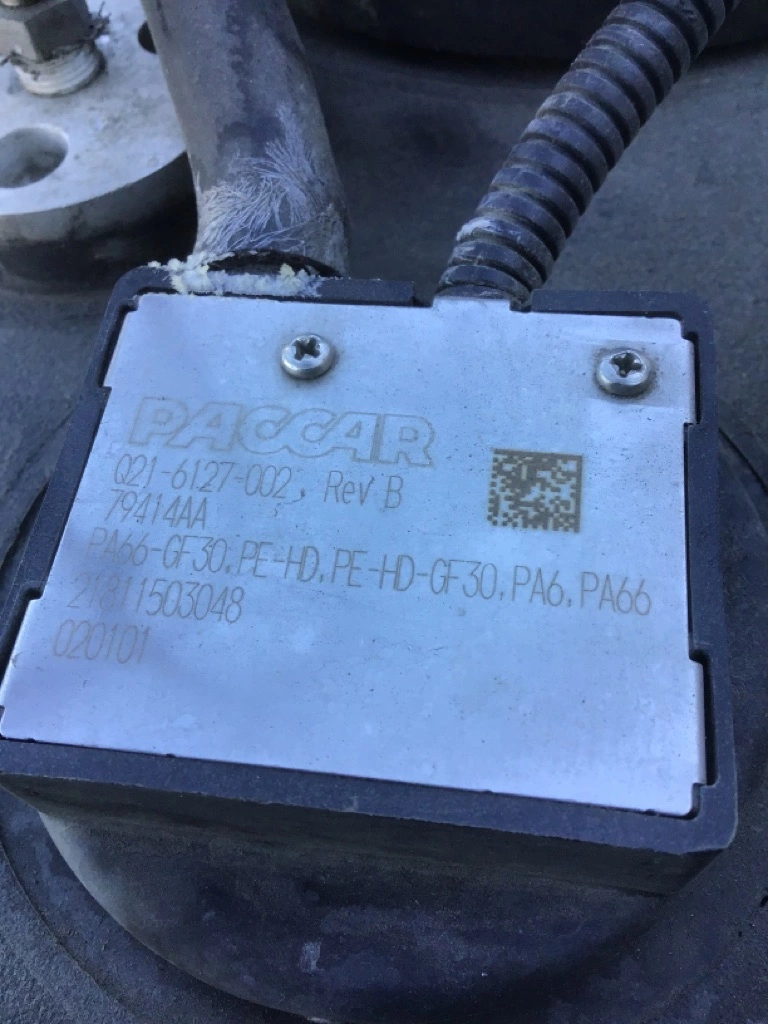 PACCAR
Q21-6127-002, Rev B
79414AA
PA66-GF30,PE-HD,PE-HD-GF30,PA6,PA66
21811503048
020101